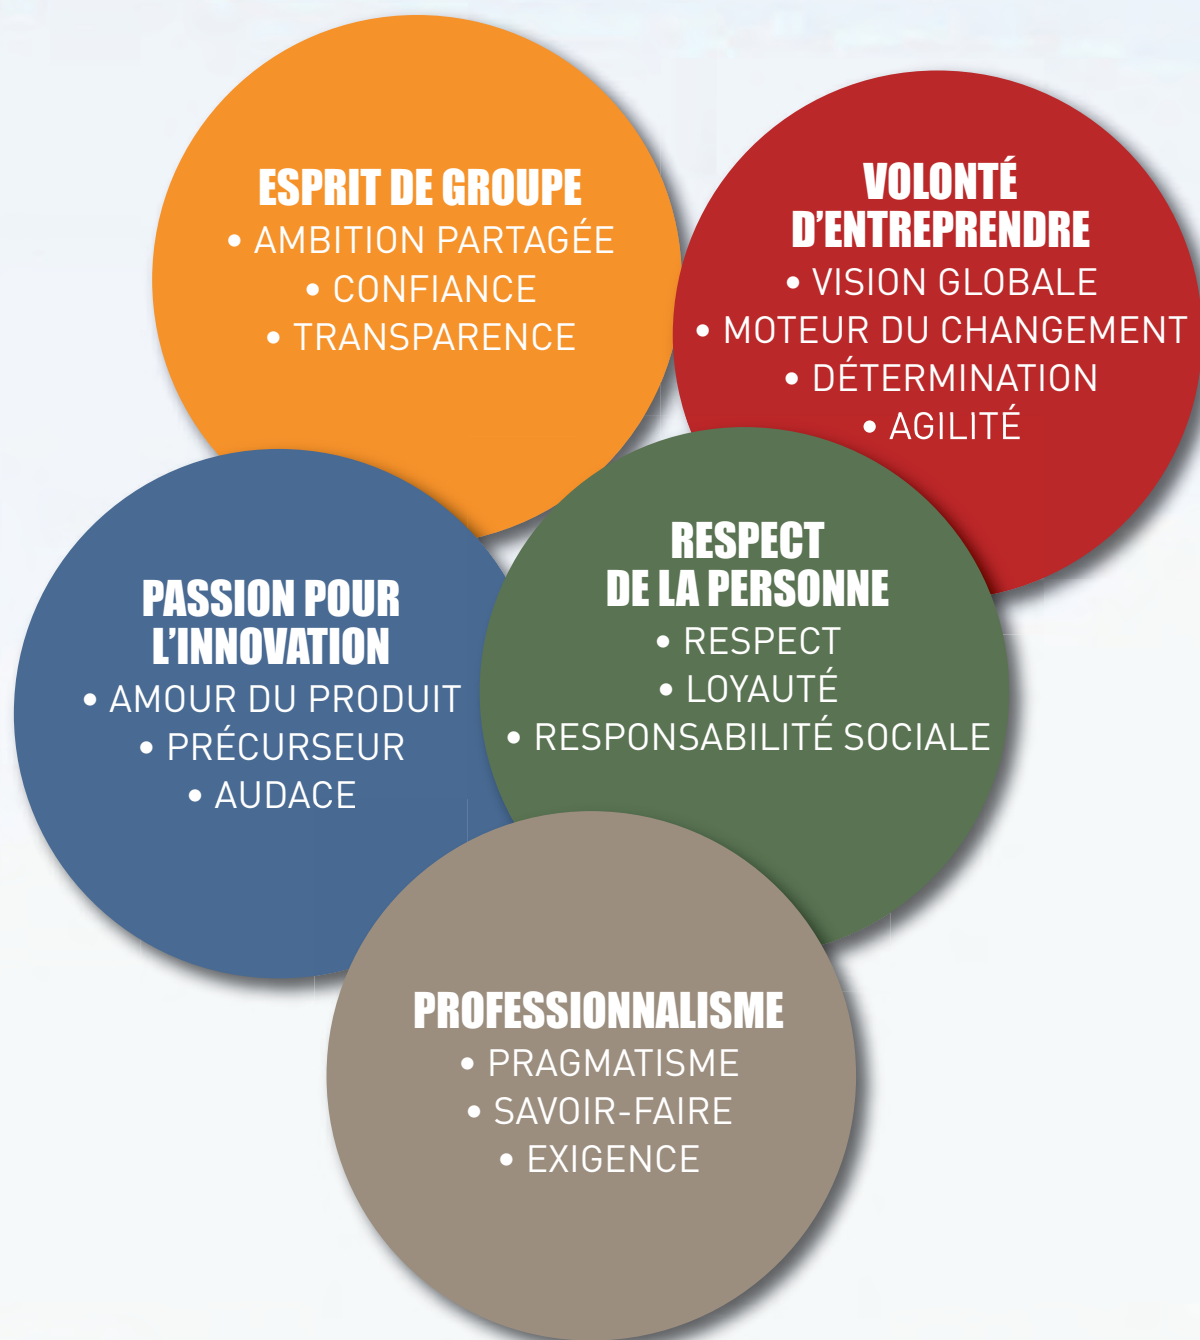 ESPRIT DE GROUPE
• AMBITION PARTAGÉE
• CONFIANCE
• TRANSPARENCE
VOLONTÉ
D'ENTREPRENDRE
• VISION GLOBALE
• MOTEUR DU CHANGEMENT
• DÉTERMINATION
• AGILITÉ
PASSION POUR
L'INNOVATION
• AMOUR DU PRODUIT
• PRÉCURSEUR
• AUDACE
RESPECT
DE LA PERSONNE
• RESPECT
• LOYAUTÉ
• RESPONSABILITÉ SOCIALE
PROFESSIONNALISME
• PRAGMATISME
• SAVOIR-FAIRE
• EXIGENCE